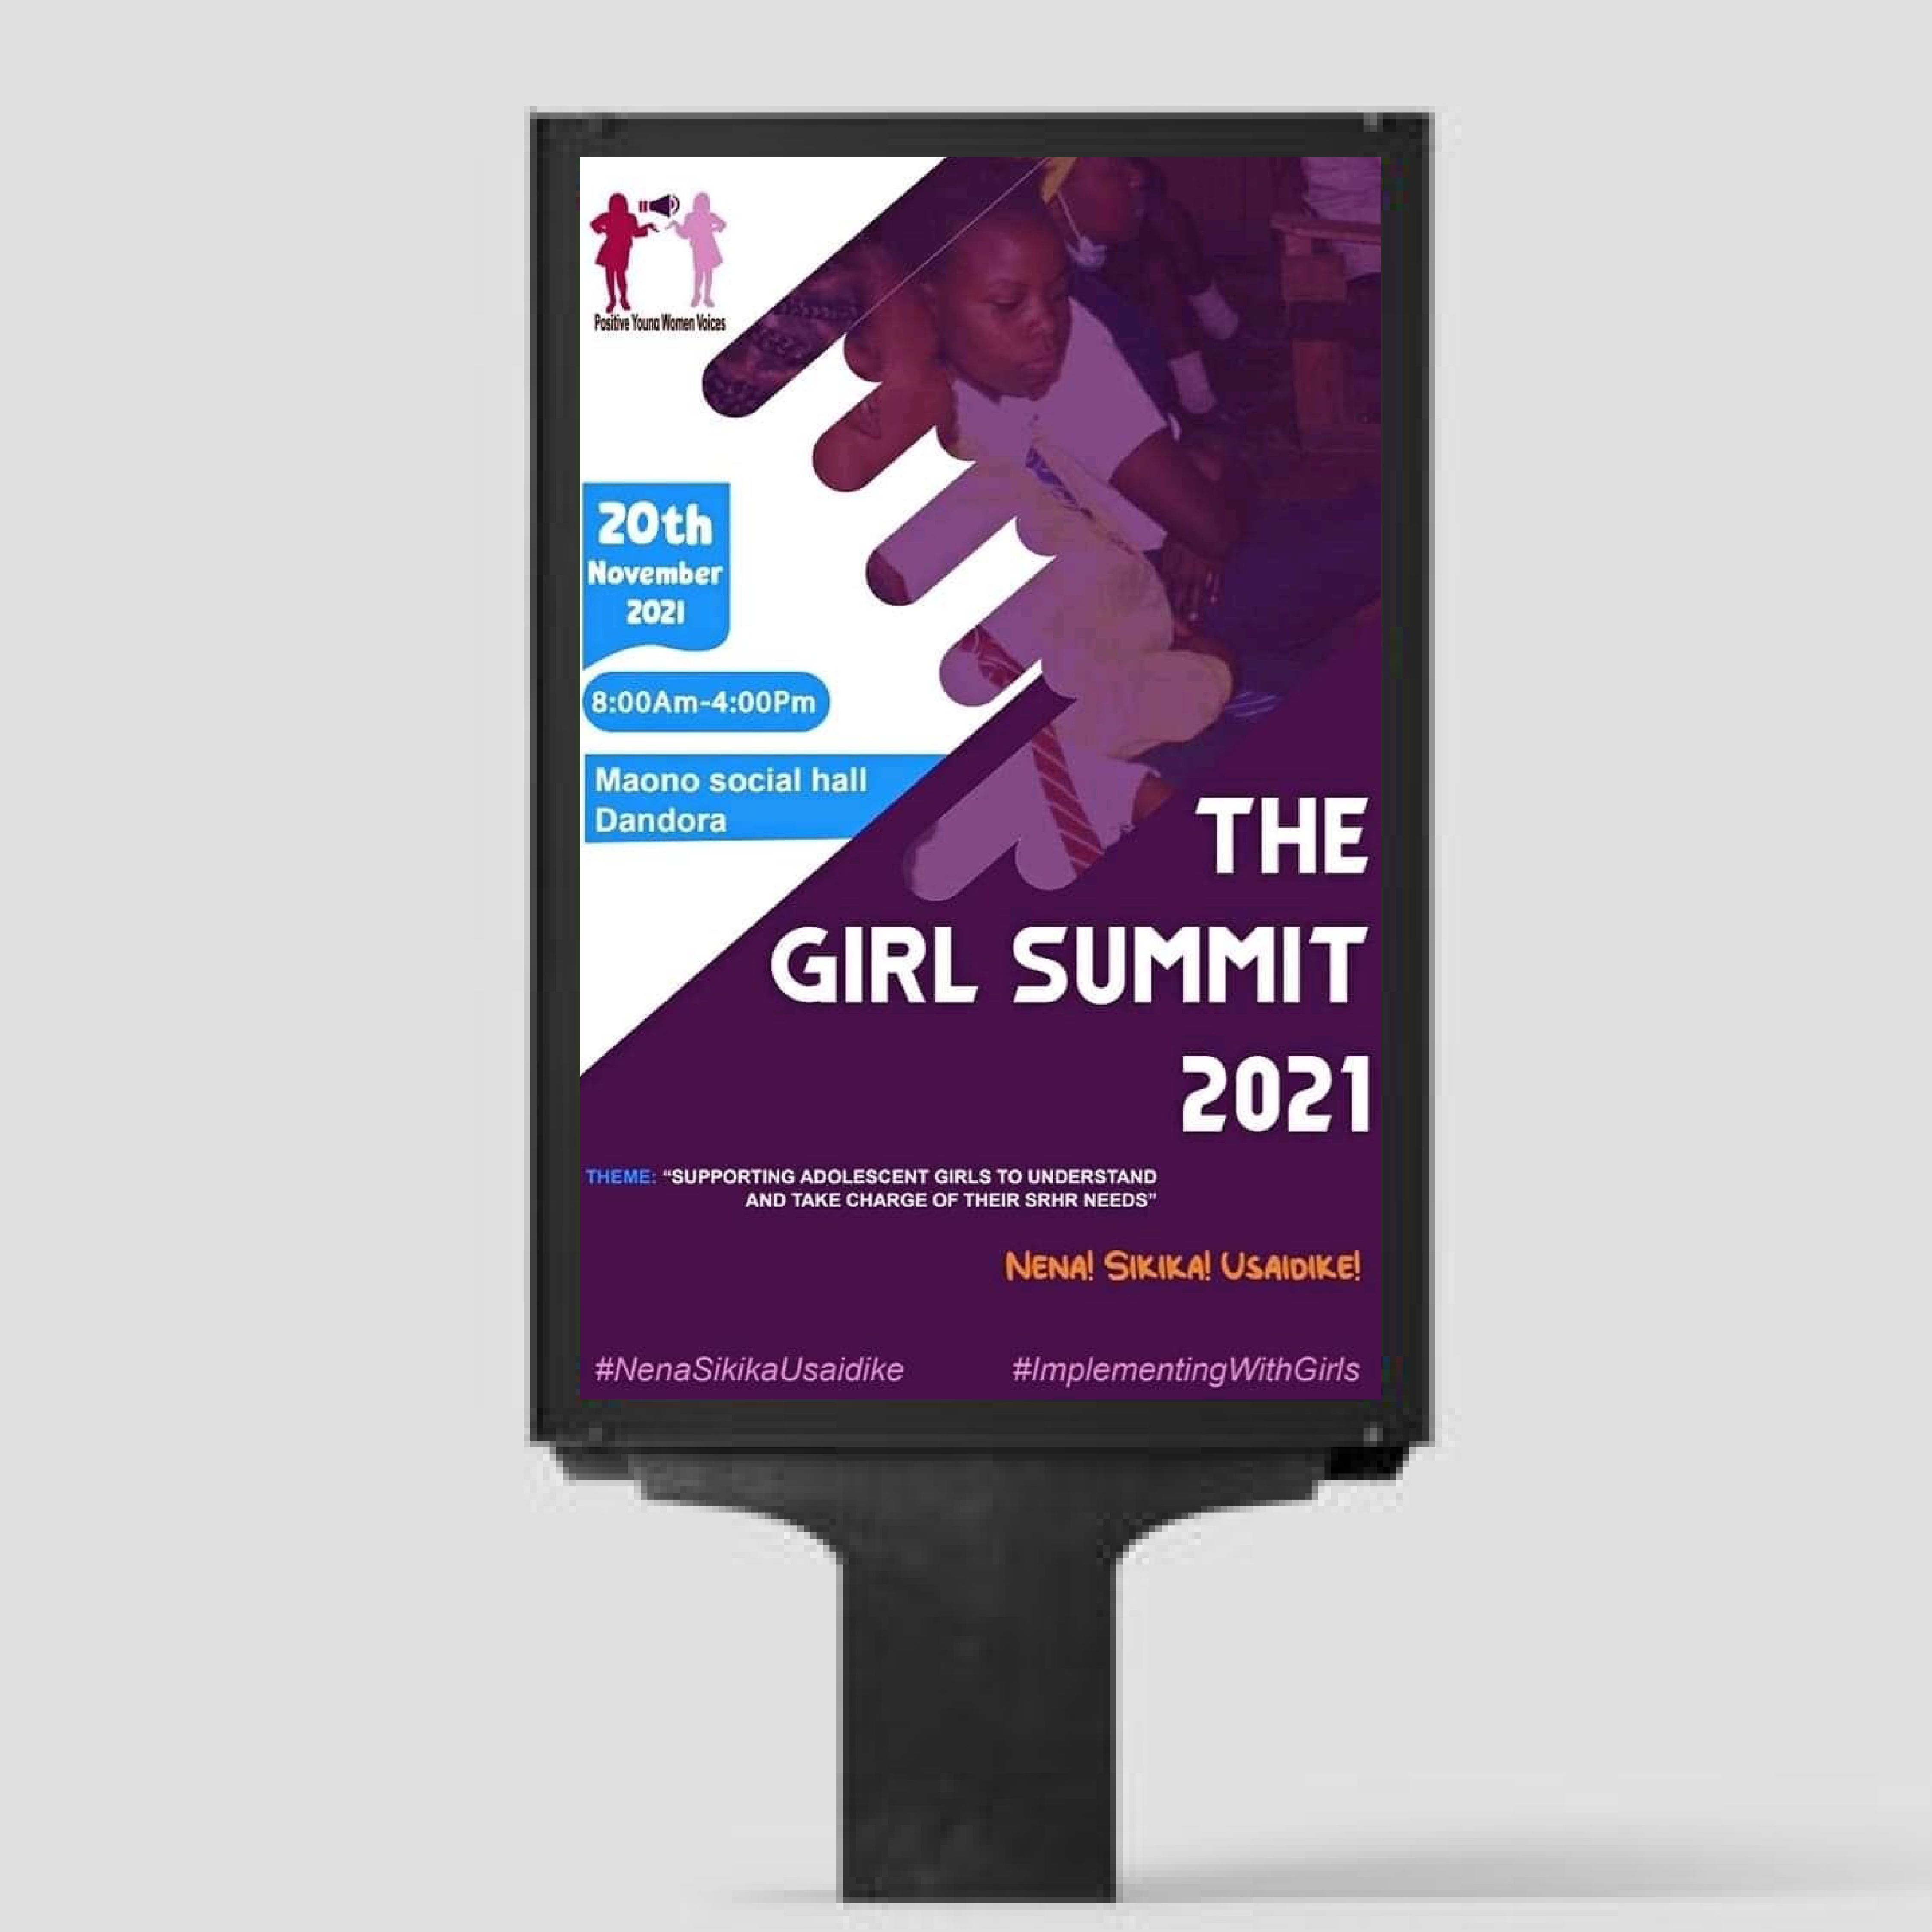 Positive Young Women Voices
20th
November
2021
8:00Am-4:00Pm
Maono social hall
Dandora
THE
GIRL SUMMIT
2021
THEME: “SUPPORTING ADOLESCENT GIRLS TO UNDERSTAND
AND TAKE CHARGE OF THEIR SRHR NEEDS”
NENA! SIKIKA! USAIDIKE!
#NenaSikikaUsaidike #ImplementingWithGirls